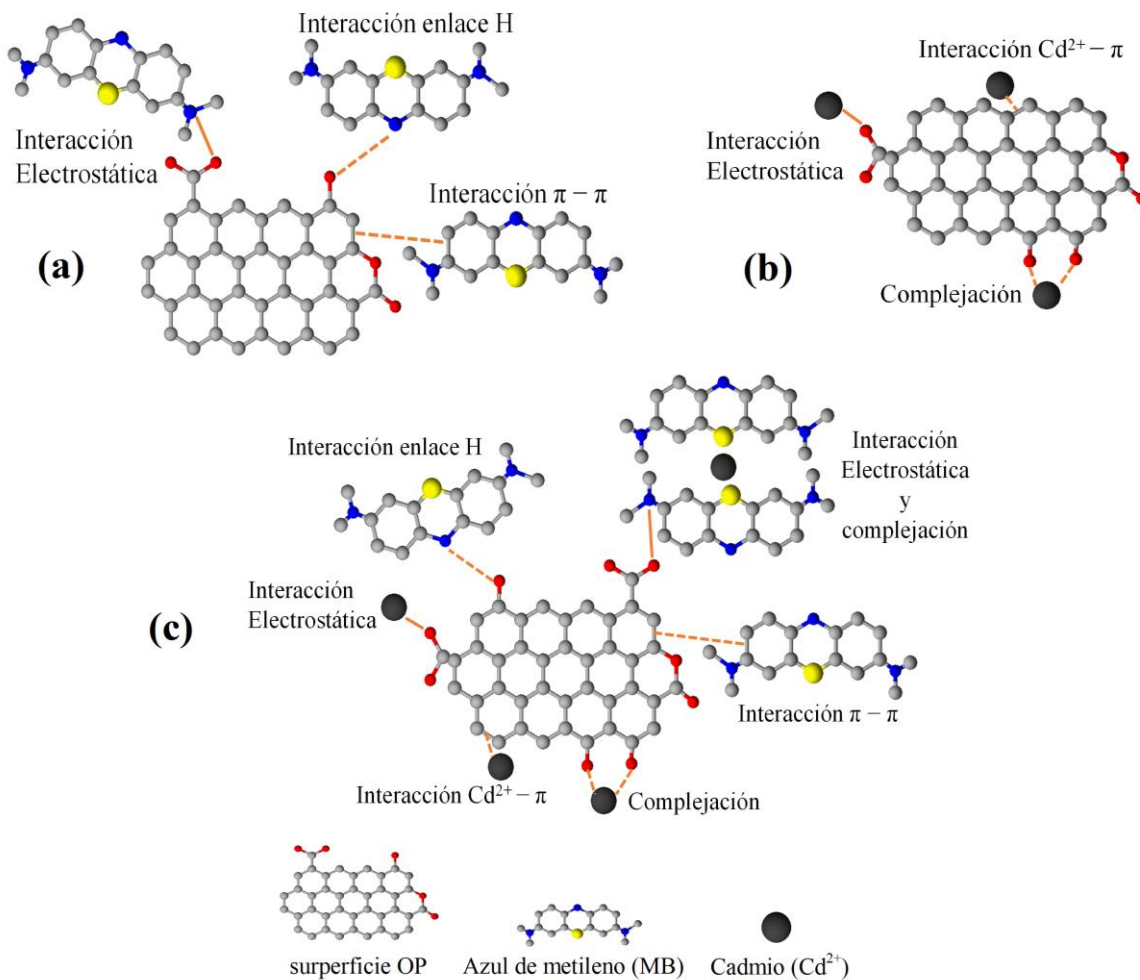 Interacción enlace H
Interacción
Electrostática
Interacción π – π
(a)
Interacción Cd²⁺ – π
Interacción
Electrostática
(b)
Complejación
Interacción enlace H
Interacción
Electrostática
y
complejación
Interacción
Electrostática
(c)
Interacción π – π
Interacción Cd²⁺ – π
Complejación
surperficie OP
Azul de metileno (MB)
Cadmio (Cd²⁺)